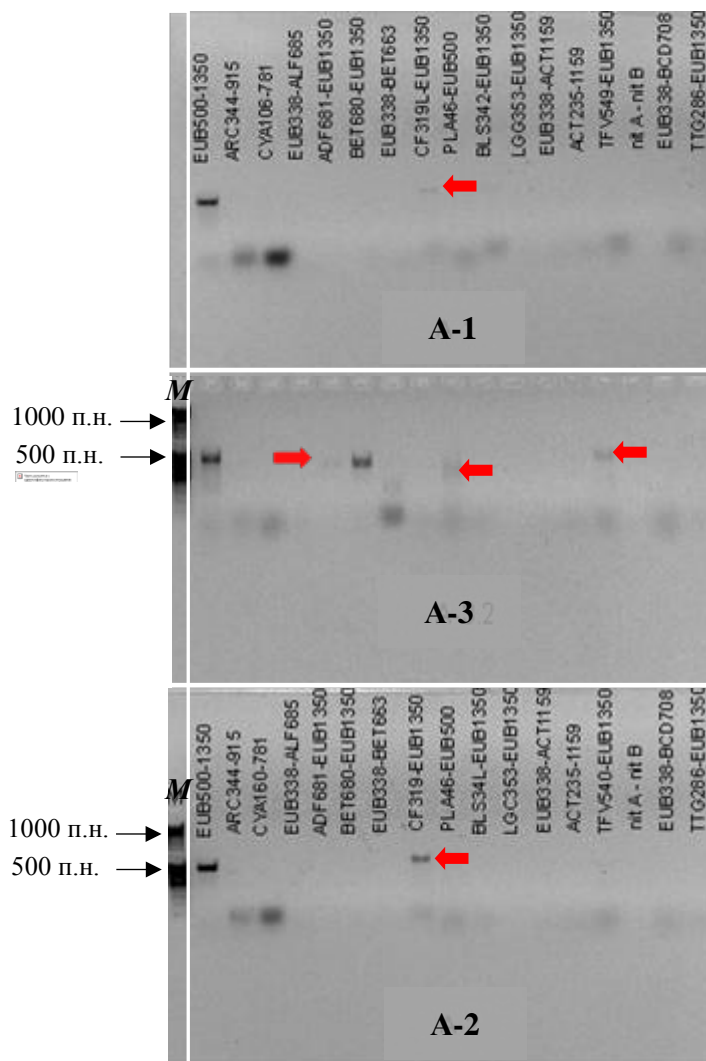 EUB500-1350
ARC344-915
CYA106-781
EUB338-ALF685
ADF681-EUB1350
BET680-EUB1350
EUB338-BET663
CF319L-EUB1350
PLA46-EUB500
BLS342-EUB1350
LGG353-EUB1350
EUB338-ACT1159
ACT235-1159
TFV549-EUB1350
nit A - nit B
EUB338-BCD708
TTG286-EUB1350
A-1
M
1000 п.н.
500 п.н.
A-3
M
1000 п.н.
500 п.н.
EUB500-1350
ARC344-915
CYA160-781
EUB338-ALF685
ADF681-EUB1350
BET680-EUB1350
EUB338-BET663
CF319-EUB1350
PLA46-EUB500
BLS34L-EUB1350
LGC353-EUB1350
EUB338-ACT1159
ACT235-1159
TFV540-EUB1350
nit A - nit B
EUB338-BCD708
TTG286-EUB1350
A-2